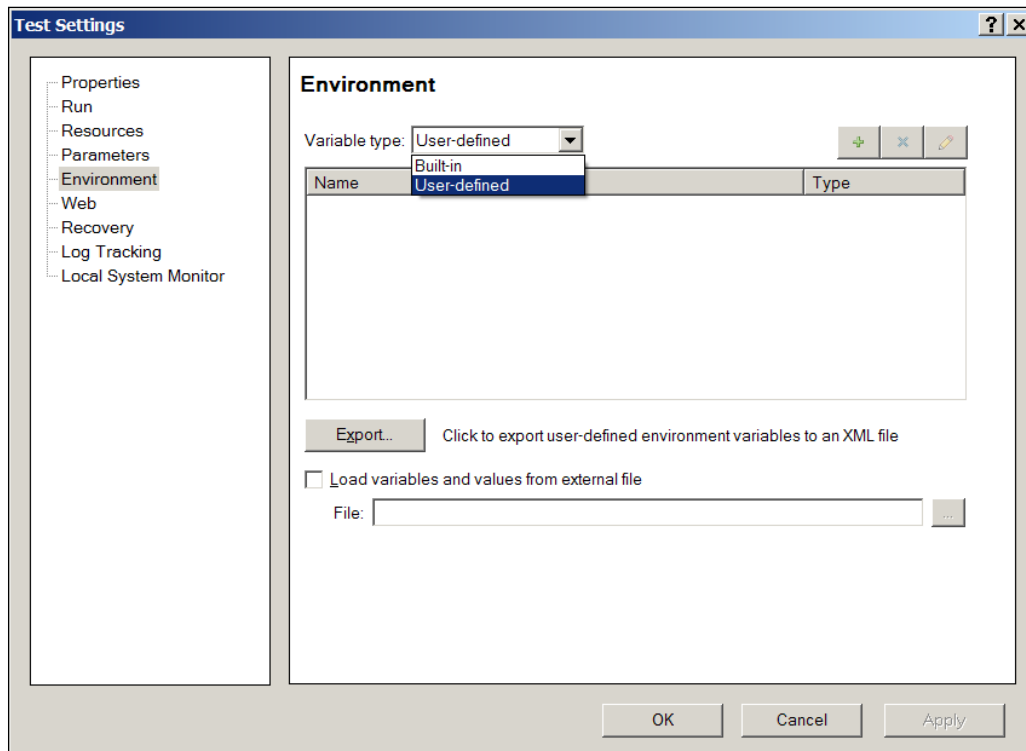 Test Settings
Properties
Run
Resources
Parameters
Environment
Web
Recovery
Log Tracking
Local System Monitor
Environment
Variable type: User-defined
Built-in
User-defined
Name Type
Export... Click to export user-defined environment variables to an XML file
Load variables and values from external file
File: ...
OK Cancel Apply